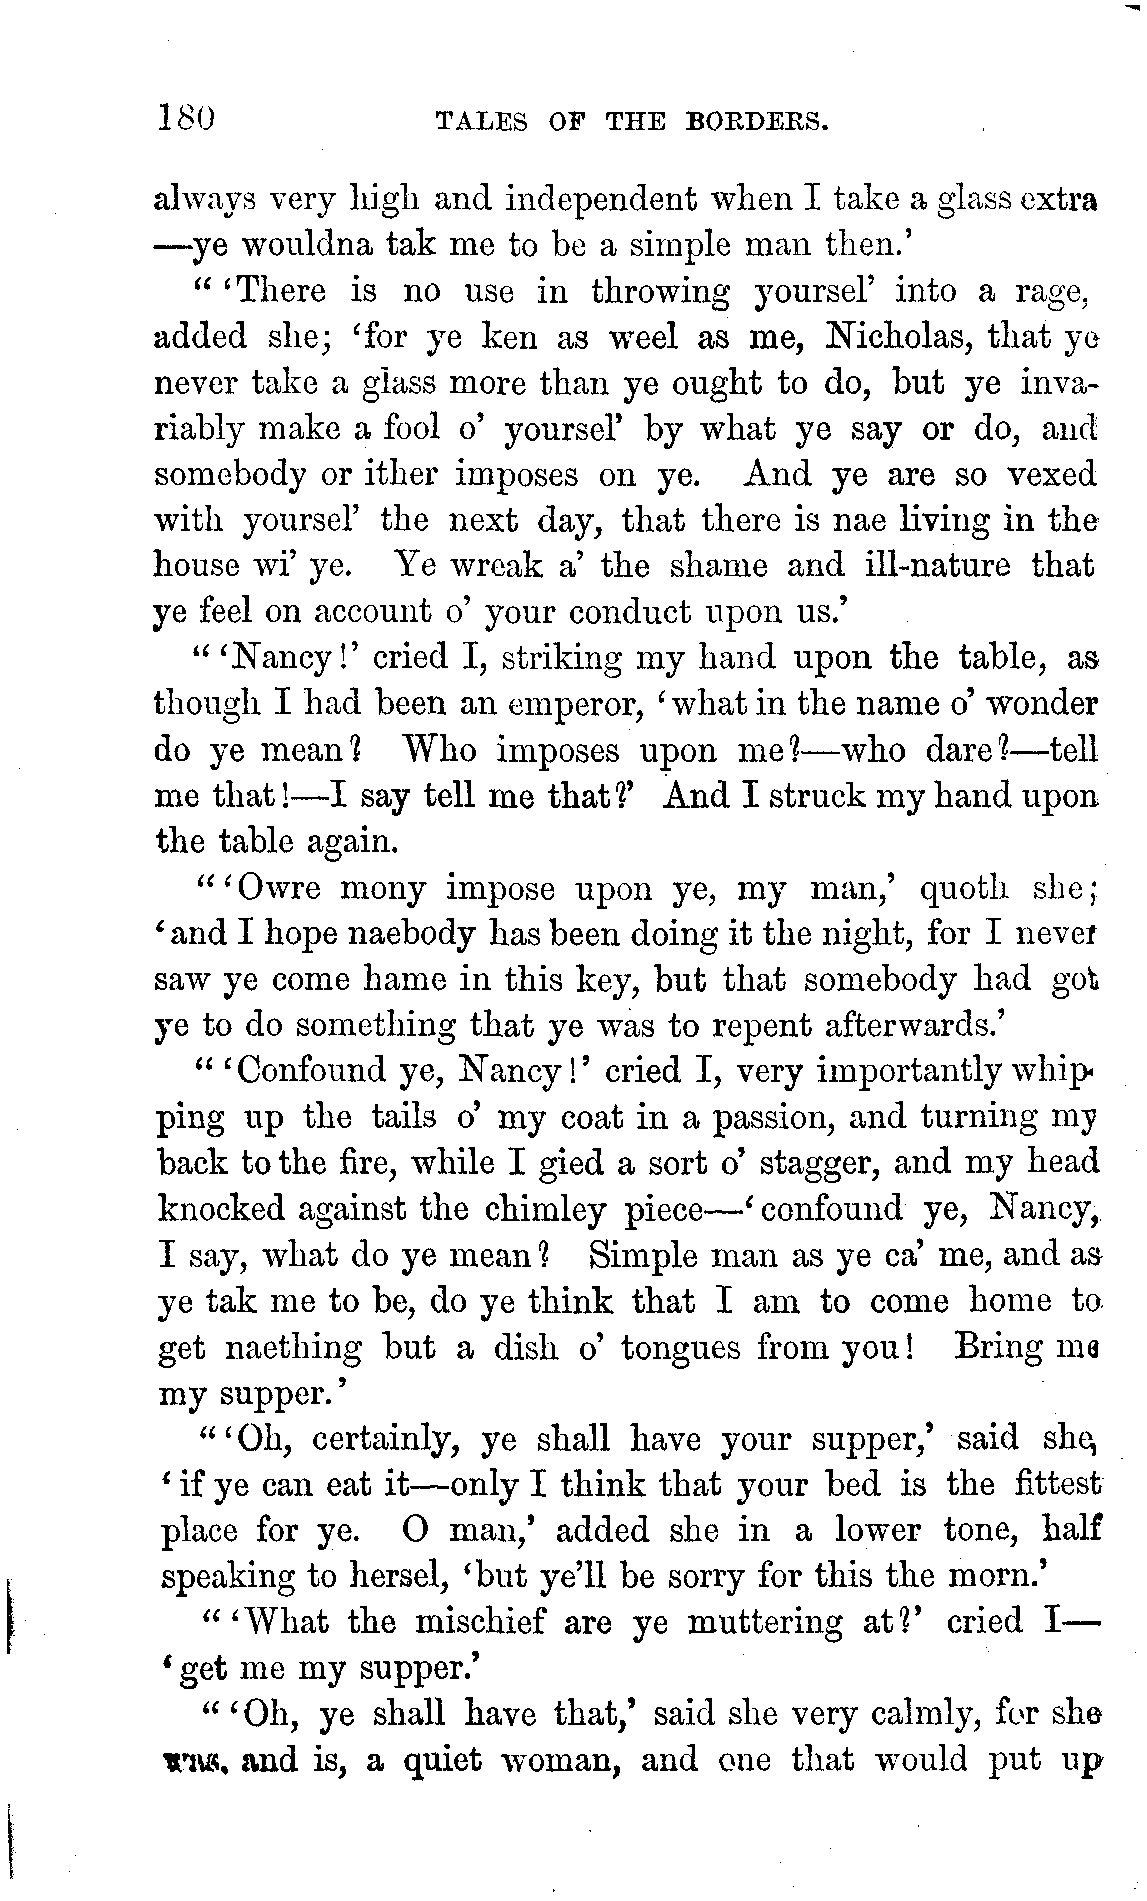 180 TALES OF THE BORDERS.
always very high and independent when I take a glass extra
—ye wouldna tak me to be a simple man then.’
“ ‘There is no use in throwing yoursel’ into a rage,
added she; ‘for ye ken as weel as me, Nicholas, that ye
never take a glass more than ye ought to do, but ye inva-
riably make a fool o’ yoursel’ by what ye say or do, and
somebody or ither imposes on ye. And ye are so vexed
with yoursel’ the next day, that there is nae living in the
house wi’ ye. Ye wreak a’ the shame and ill-nature that
ye feel on account o’ your conduct upon us.’
“ ‘Nancy!’ cried I, striking my hand upon the table, as
though I had been an emperor, ‘what in the name o’ wonder
do ye mean? Who imposes upon me?—who dare?—tell
me that!—I say tell me that?’ And I struck my hand upon
the table again.
“ ‘Owre mony impose upon ye, my man,’ quoth she;
‘and I hope naebody has been doing it the night, for I never
saw ye come hame in this key, but that somebody had got
ye to do something that ye was to repent afterwards.’
“ ‘Confound ye, Nancy!’ cried I, very importantly whip-
ping up the tails o’ my coat in a passion, and turning my
back to the fire, while I gied a sort o’ stagger, and my head
knocked against the chimley piece—‘confound ye, Nancy,
I say, what do ye mean? Simple man as ye ca’ me, and as
ye tak me to be, do ye think that I am to come home to
get naething but a dish o’ tongues from you! Bring me
my supper.’
“ ‘Oh, certainly, ye shall have your supper,’ said she,
‘if ye can eat it—only I think that your bed is the fittest
place for ye. O man,’ added she in a lower tone, half
speaking to hersel, ‘but ye’ll be sorry for this the morn.’
“ ‘What the mischief are ye muttering at?’ cried I—
‘get me my supper.’
“ ‘Oh, ye shall have that,’ said she very calmly, for she
was, and is, a quiet woman, and one that would put up